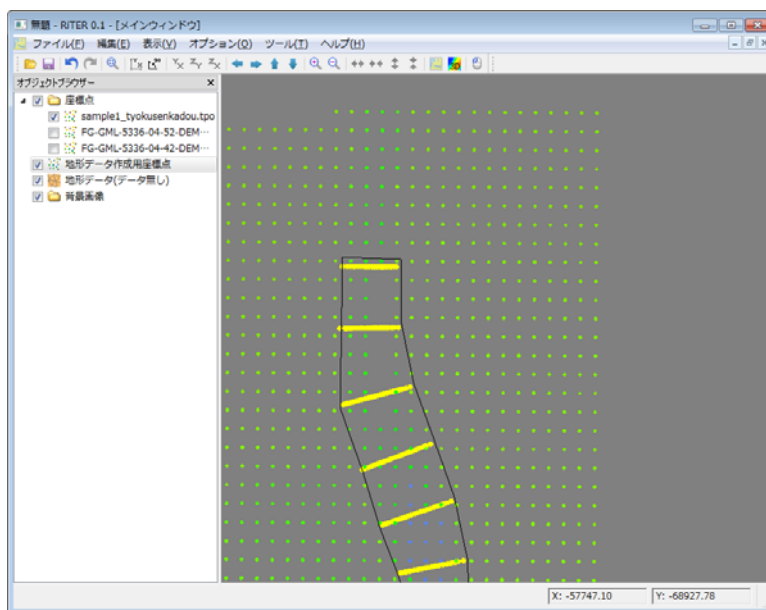 無題 - RiTER 0.1 - [メインウィンドウ]
ファイル(F) 編集(E) 表示(V) オプション(O) ツール(T) ヘルプ(H)
オブジェクトブラウザー
座標点
sample1_tyokusenkadou.tpo
FG-GML-5336-04-52-DEM…
FG-GML-5336-04-42-DEM…
地形データ作成用座標点
地形データ(データ無し)
背景画像
X: -57747.10 Y: -68927.78